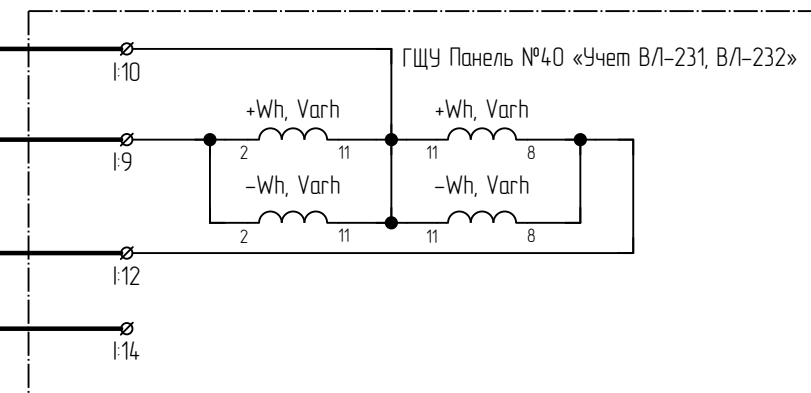 ГЩУ Панель №40 «Учет ВЛ-231, ВЛ-232»
I:10
+Wh, Varh +Wh, Varh
2 11 11 8
I:9
-Wh, Varh -Wh, Varh
2 11 11 8
I:12
I:14